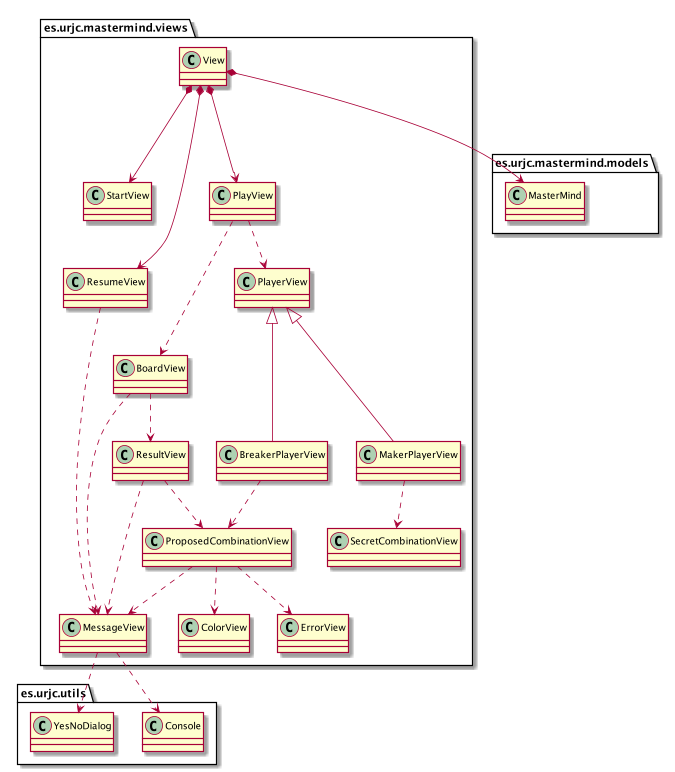 es.urjc.mastermind.views
C View
es.urjc.mastermind.models
C StartView
C PlayView
C MasterMind
C ResumeView
C PlayerView
C BoardView
C ResultView
C BreakerPlayerView
C MakerPlayerView
C ProposedCombinationView
C SecretCombinationView
C MessageView
C ColorView
C ErrorView
es.urjc.utils
C YesNoDialog
C Console